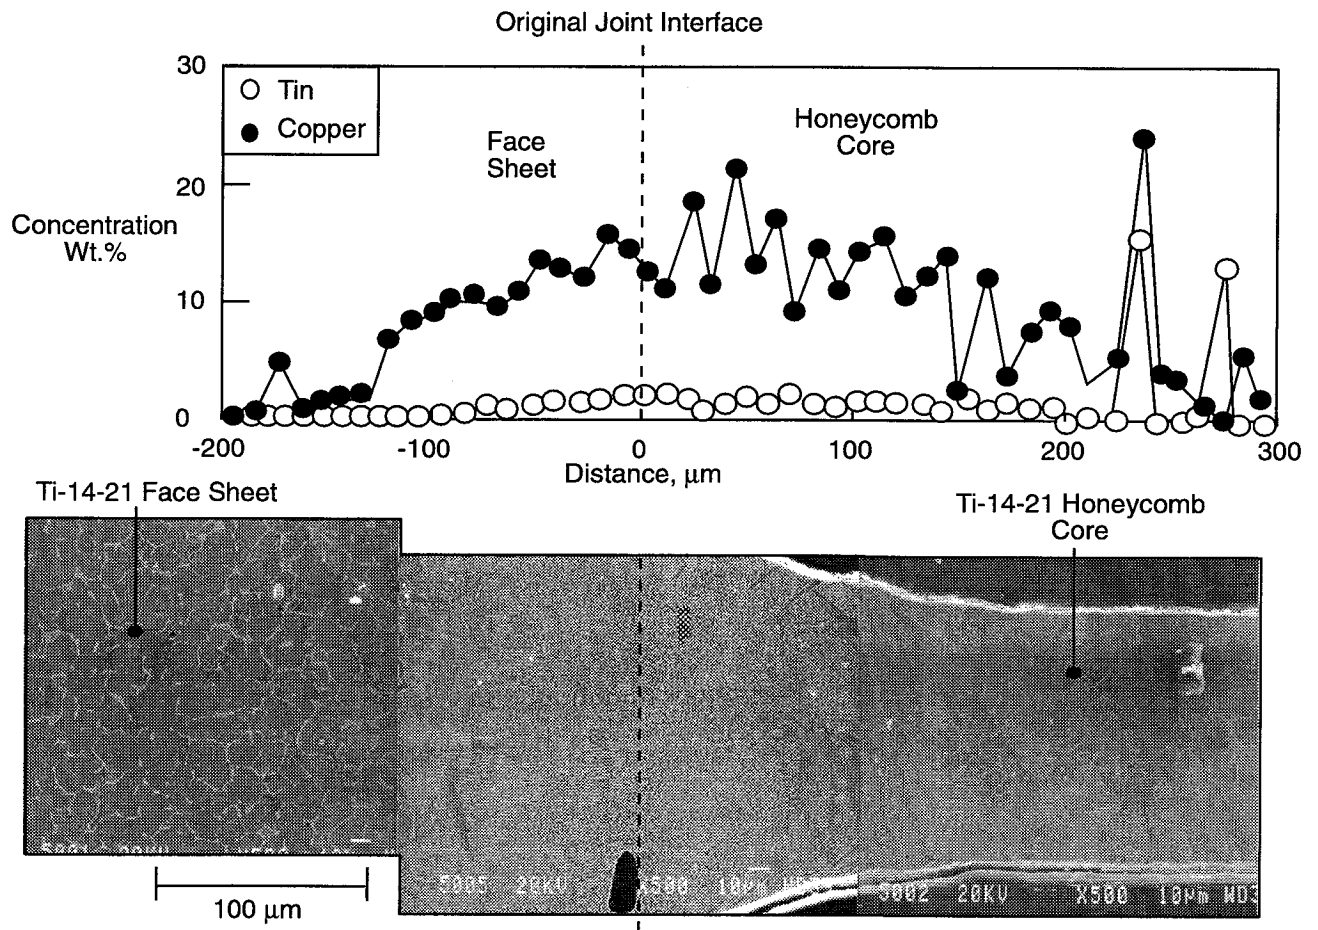 Original Joint Interface
30
Tin
Copper
Face
Sheet
Honeycomb
Core
20
Concentration
Wt.%
10
0
-200
-100
0
100
200
300
Distance, μm
Ti-14-21 Face Sheet
Ti-14-21 Honeycomb
Core
5005 20KV X500 10μm
5002 20KV X500 10μm WD3
100 μm